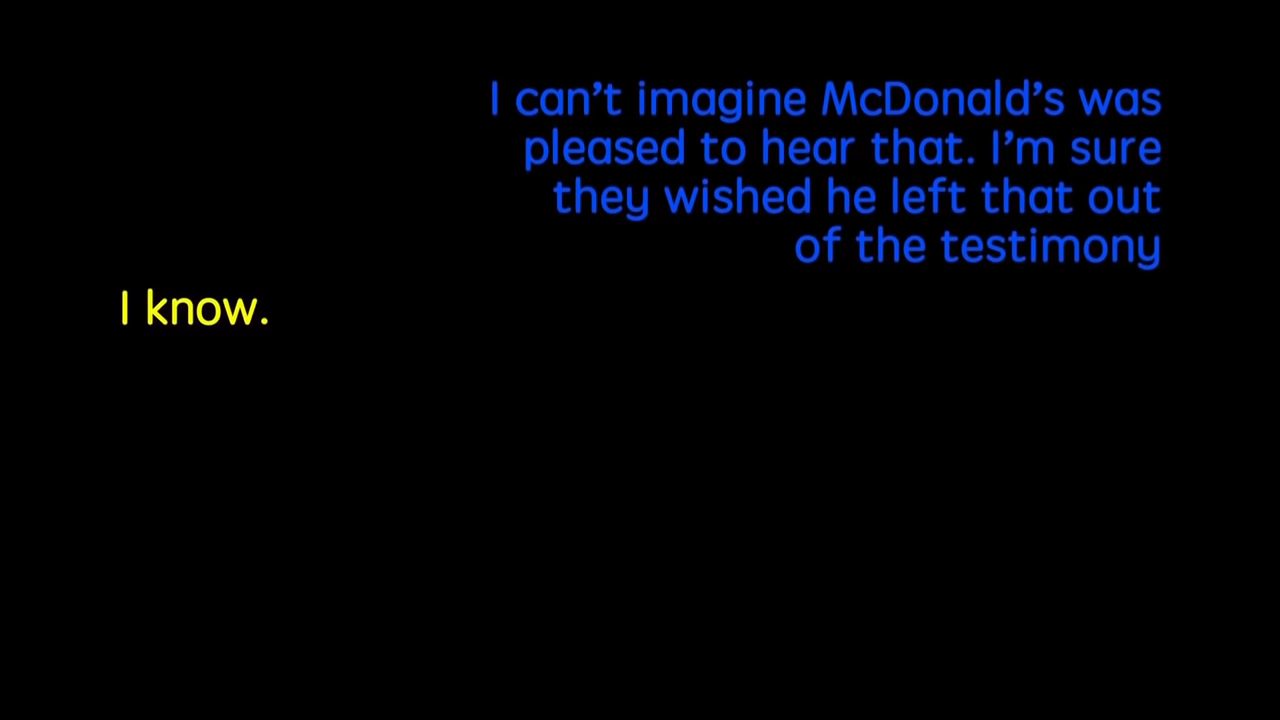 I can’t imagine McDonald’s was
pleased to hear that. I’m sure
they wished he left that out
of the testimony
I know.